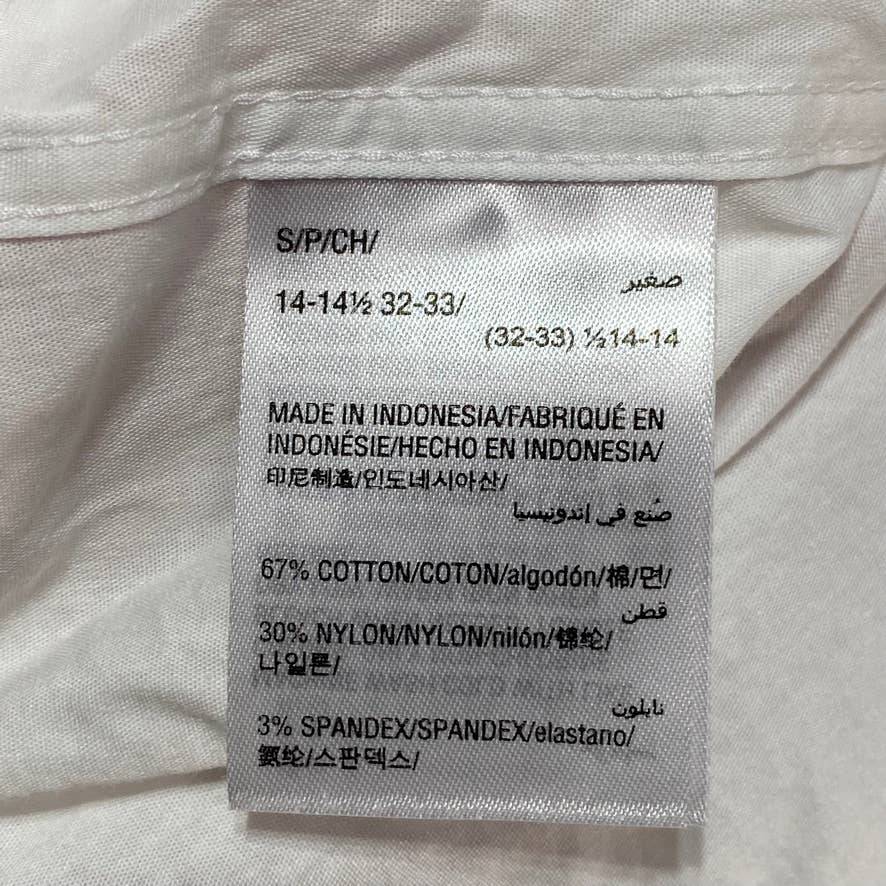 S/P/CH/
صغير
14-14½ 32-33/
(32-33) ½14-14
MADE IN INDONESIA/FABRIQUÉ EN
INDONÉSIE/HECHO EN INDONESIA/
印尼制造/인도네시아산/
صُنع في إندونيسيا
67% COTTON/COTON/algodón/棉/면/
قطن
30% NYLON/NYLON/nilón/锦纶/
나일론/
نايلون
3% SPANDEX/SPANDEX/elastano/
氨纶/스판덱스/